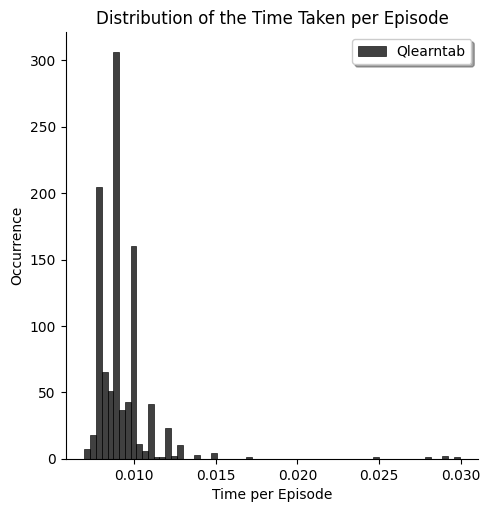 Distribution of the Time Taken per Episode
Qlearntab
300
250
200
150
100
50
0
Occurrence
0.010 0.015 0.020 0.025 0.030
Time per Episode